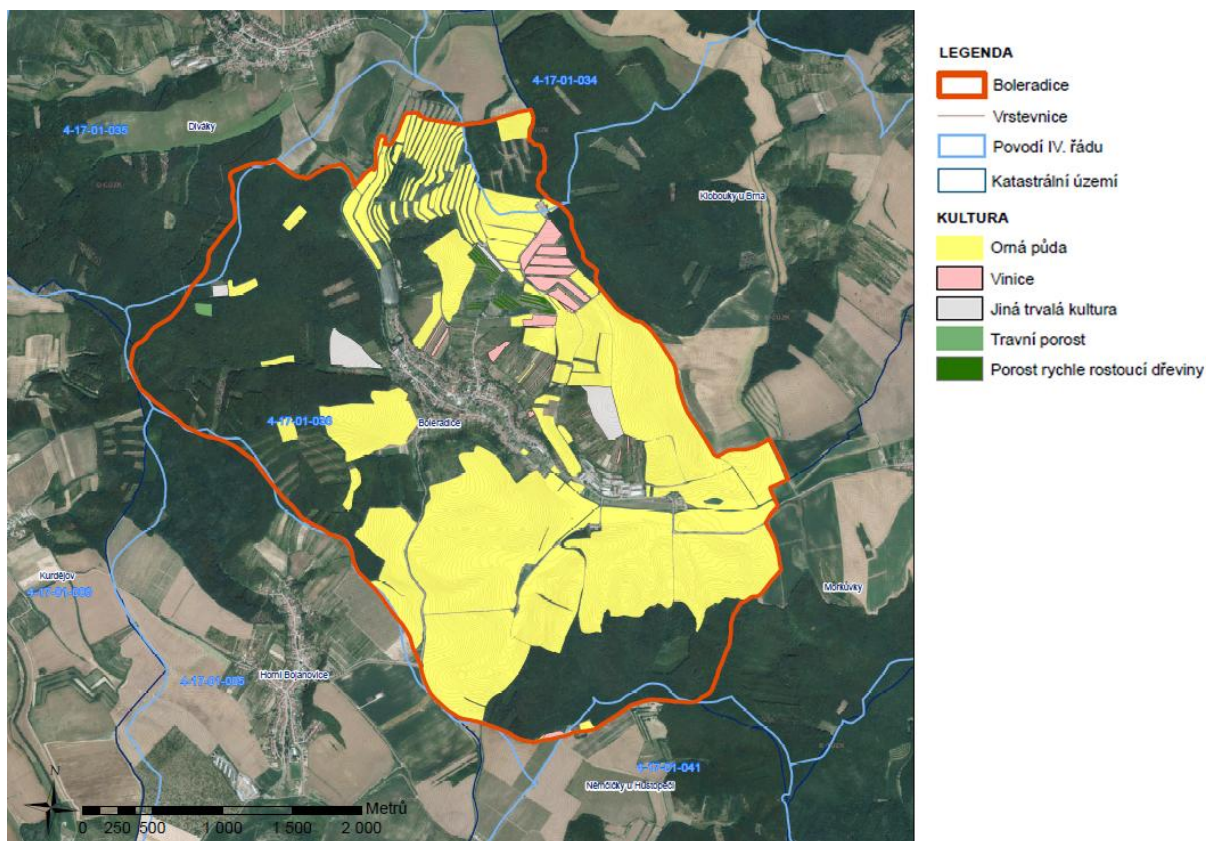 4-17-01-034
4-17-01-035
Diváky
Klobouky u Brna
Boleradice
Kurdějov
Morkůvky
Horní Bojanovice
Němčičky u Hustopečí
4-17-01-041
N
Metrů
0 250 500 1 000 1 500 2 000
LEGENDA
Boleradice
Vrstevnice
Povodí IV. řádu
Katastrální území
KULTURA
Orná půda
Vinice
Jiná trvalá kultura
Travní porost
Porost rychle rostoucí dřeviny